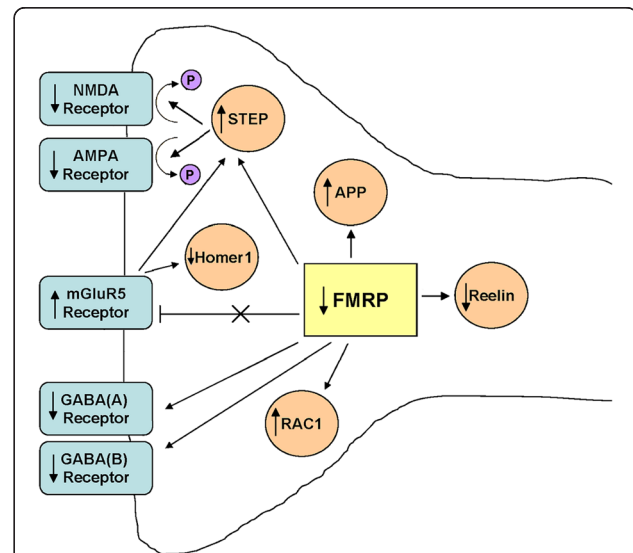 NMDA
Receptor
P
STEP
AMPA
Receptor
P
APP
Homer1
mGluR5
Receptor
FMRP
Reelin
GABA(A)
Receptor
RAC1
GABA(B)
Receptor